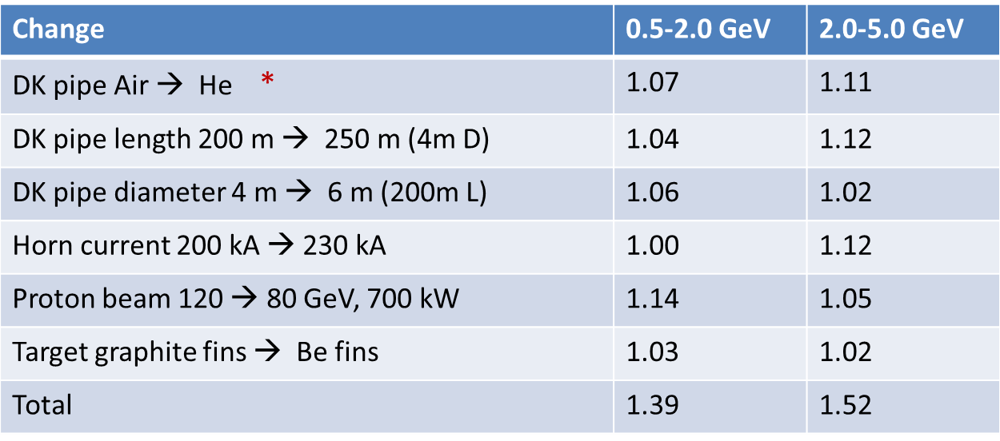 Change 0.5-2.0 GeV 2.0-5.0 GeV
DK pipe Air → He * 1.07 1.11
DK pipe length 200 m → 250 m (4m D) 1.04 1.12
DK pipe diameter 4 m → 6 m (200m L) 1.06 1.02
Horn current 200 kA → 230 kA 1.00 1.12
Proton beam 120 → 80 GeV, 700 kW 1.14 1.05
Target graphite fins → Be fins 1.03 1.02
Total 1.39 1.52